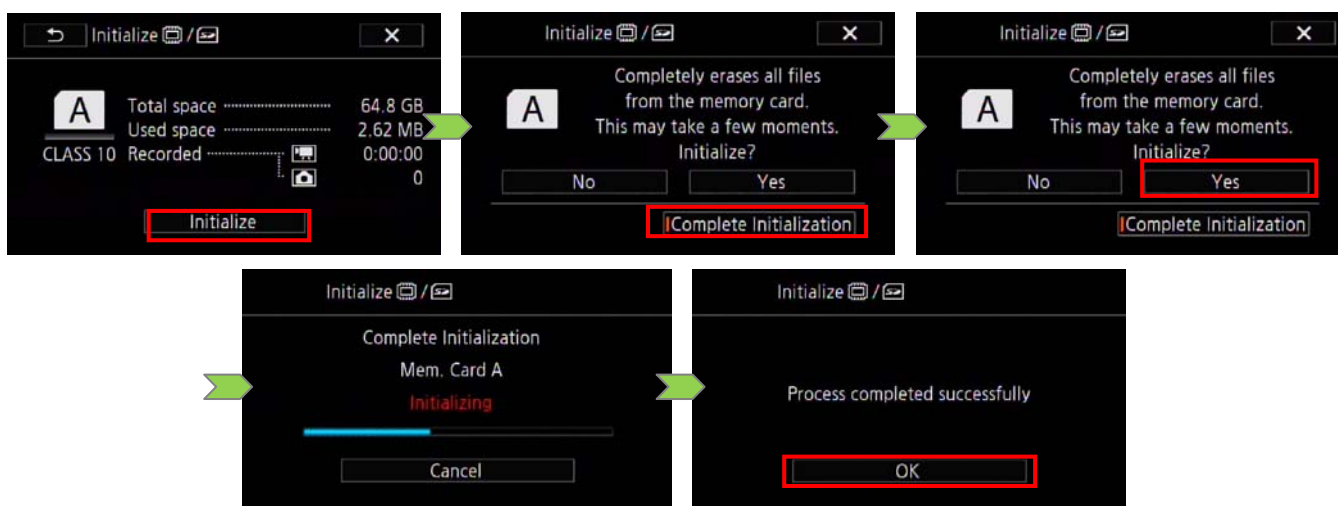 Initialize /
A
Total space 64.8 GB
Used space 2.62 MB
CLASS 10 Recorded 0:00:00
0
Initialize
Initialize /
A
Completely erases all files
from the memory card.
This may take a few moments.
Initialize?
No Yes
Complete Initialization
Initialize /
A
Completely erases all files
from the memory card.
This may take a few moments.
Initialize?
No Yes
Complete Initialization
Initialize /
Complete Initialization
Mem. Card A
Initializing
Cancel
Initialize /
Process completed successfully
OK